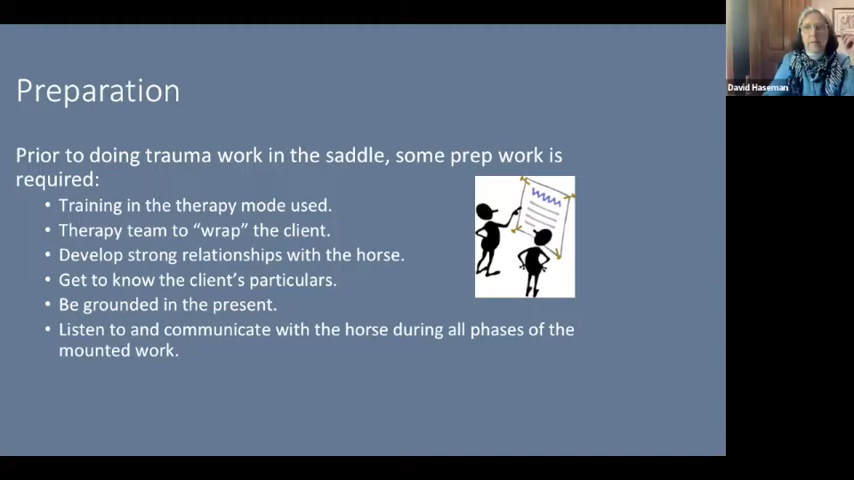 Preparation
David Haseman
Prior to doing trauma work in the saddle, some prep work is
required:
• Training in the therapy mode used.
• Therapy team to “wrap” the client.
• Develop strong relationships with the horse.
• Get to know the client’s particulars.
• Be grounded in the present.
• Listen to and communicate with the horse during all phases of the
mounted work.